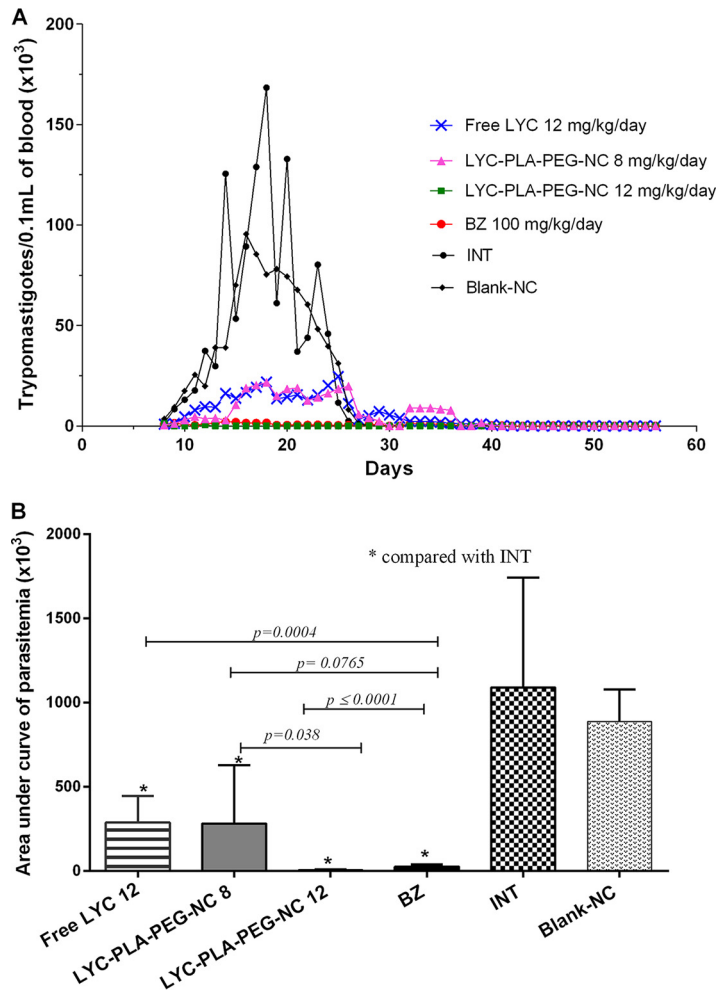 A
Trypomastigotes/0.1mL of blood (x10³)
200
150
100
50
0
0 10 20 30 40 50 60
Days
Free LYC 12 mg/kg/day
LYC-PLA-PEG-NC 8 mg/kg/day
LYC-PLA-PEG-NC 12 mg/kg/day
BZ 100 mg/kg/day
INT
Blank-NC
B
Area under curve of parasitemia (x10³)
2000
1500
1000
500
0
* compared with INT
p=0.0004
p= 0.0765
p ≤0.0001
p=0.038
*
*
*
*
Free LYC 12
LYC-PLA-PEG-NC 8
LYC-PLA-PEG-NC 12
BZ
INT
Blank-NC